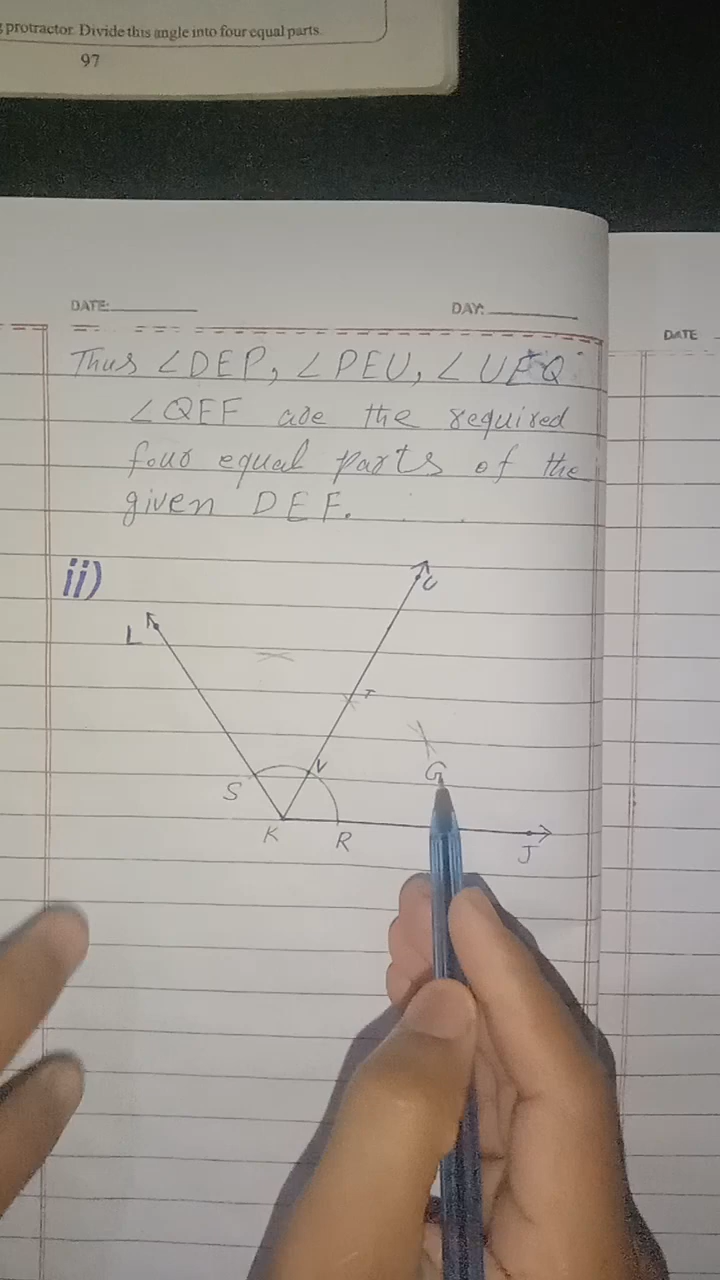 protractor. Divide this angle into four equal parts.
97
DATE:
DAY:
DATE
Thus ∠DEP, ∠PEU, ∠UEQ
∠QEF are the required
four equal parts of the
given DEF.
ii)
U
L
T
V
G
S
K
R
J